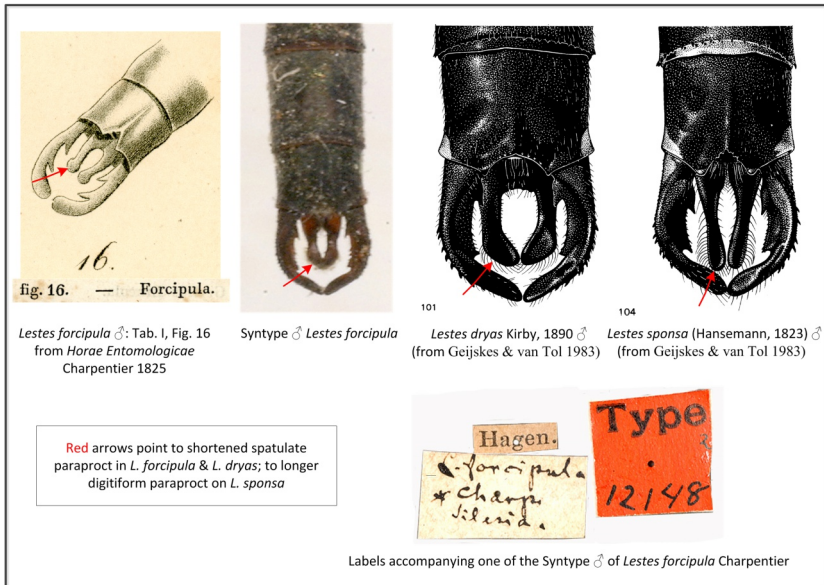 16.
fig. 16. — Forcipula.
Lestes forcipula ♂: Tab. I, Fig. 16
from Horae Entomologicae
Charpentier 1825
Syntype ♂ Lestes forcipula
101
Lestes dryas Kirby, 1890 ♂
(from Geijskes & van Tol 1983)
104
Lestes sponsa (Hansemann, 1823) ♂
(from Geijskes & van Tol 1983)
Red arrows point to shortened spatulate
paraproct in L. forcipula & L. dryas; to longer
digitiform paraproct on L. sponsa
Hagen.
L. forcipula
* Charp.
Silesia.
Type
12148
Labels accompanying one of the Syntype ♂ of Lestes forcipula Charpentier